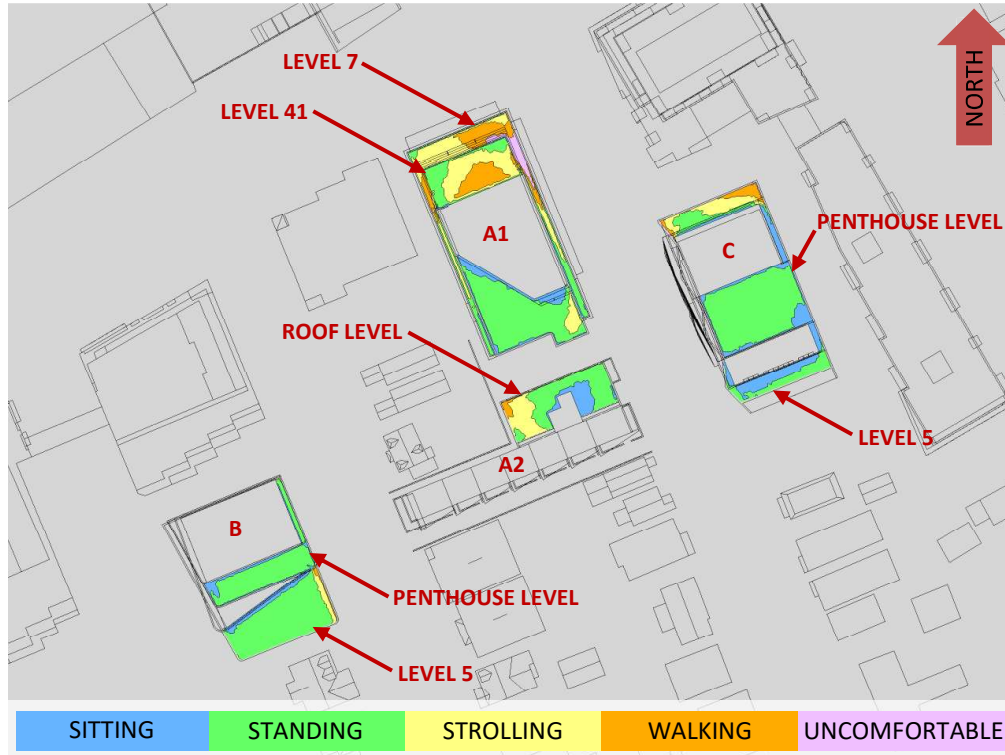 LEVEL 7
LEVEL 41
NORTH
A1
C
PENTHOUSE LEVEL
ROOF LEVEL
LEVEL 5
A2
B
PENTHOUSE LEVEL
LEVEL 5
SITTING
STANDING
STROLLING
WALKING
UNCOMFORTABLE